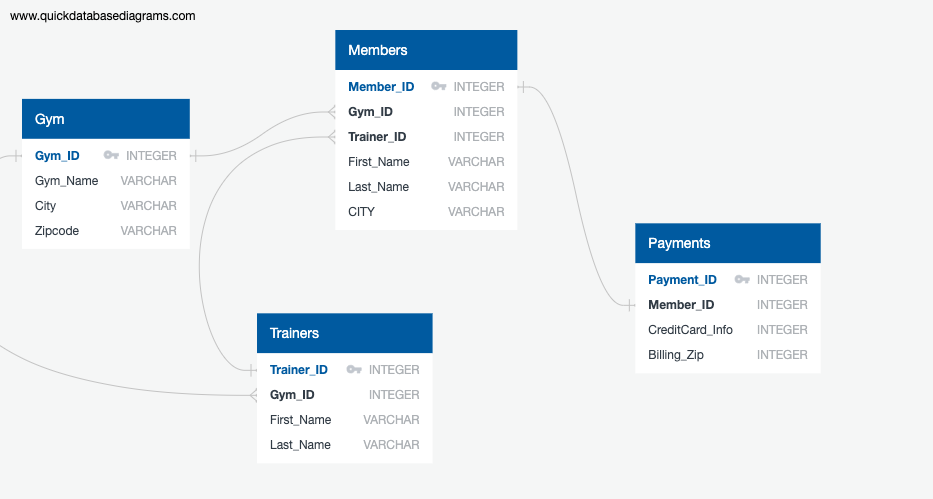 www.quickdatabasediagrams.com
Members
Member_ID INTEGER
Gym_ID INTEGER
Trainer_ID INTEGER
First_Name VARCHAR
Last_Name VARCHAR
CITY VARCHAR
Gym
Gym_ID INTEGER
Gym_Name VARCHAR
City VARCHAR
Zipcode VARCHAR
Payments
Payment_ID INTEGER
Member_ID INTEGER
CreditCard_Info INTEGER
Billing_Zip INTEGER
Trainers
Trainer_ID INTEGER
Gym_ID INTEGER
First_Name VARCHAR
Last_Name VARCHAR